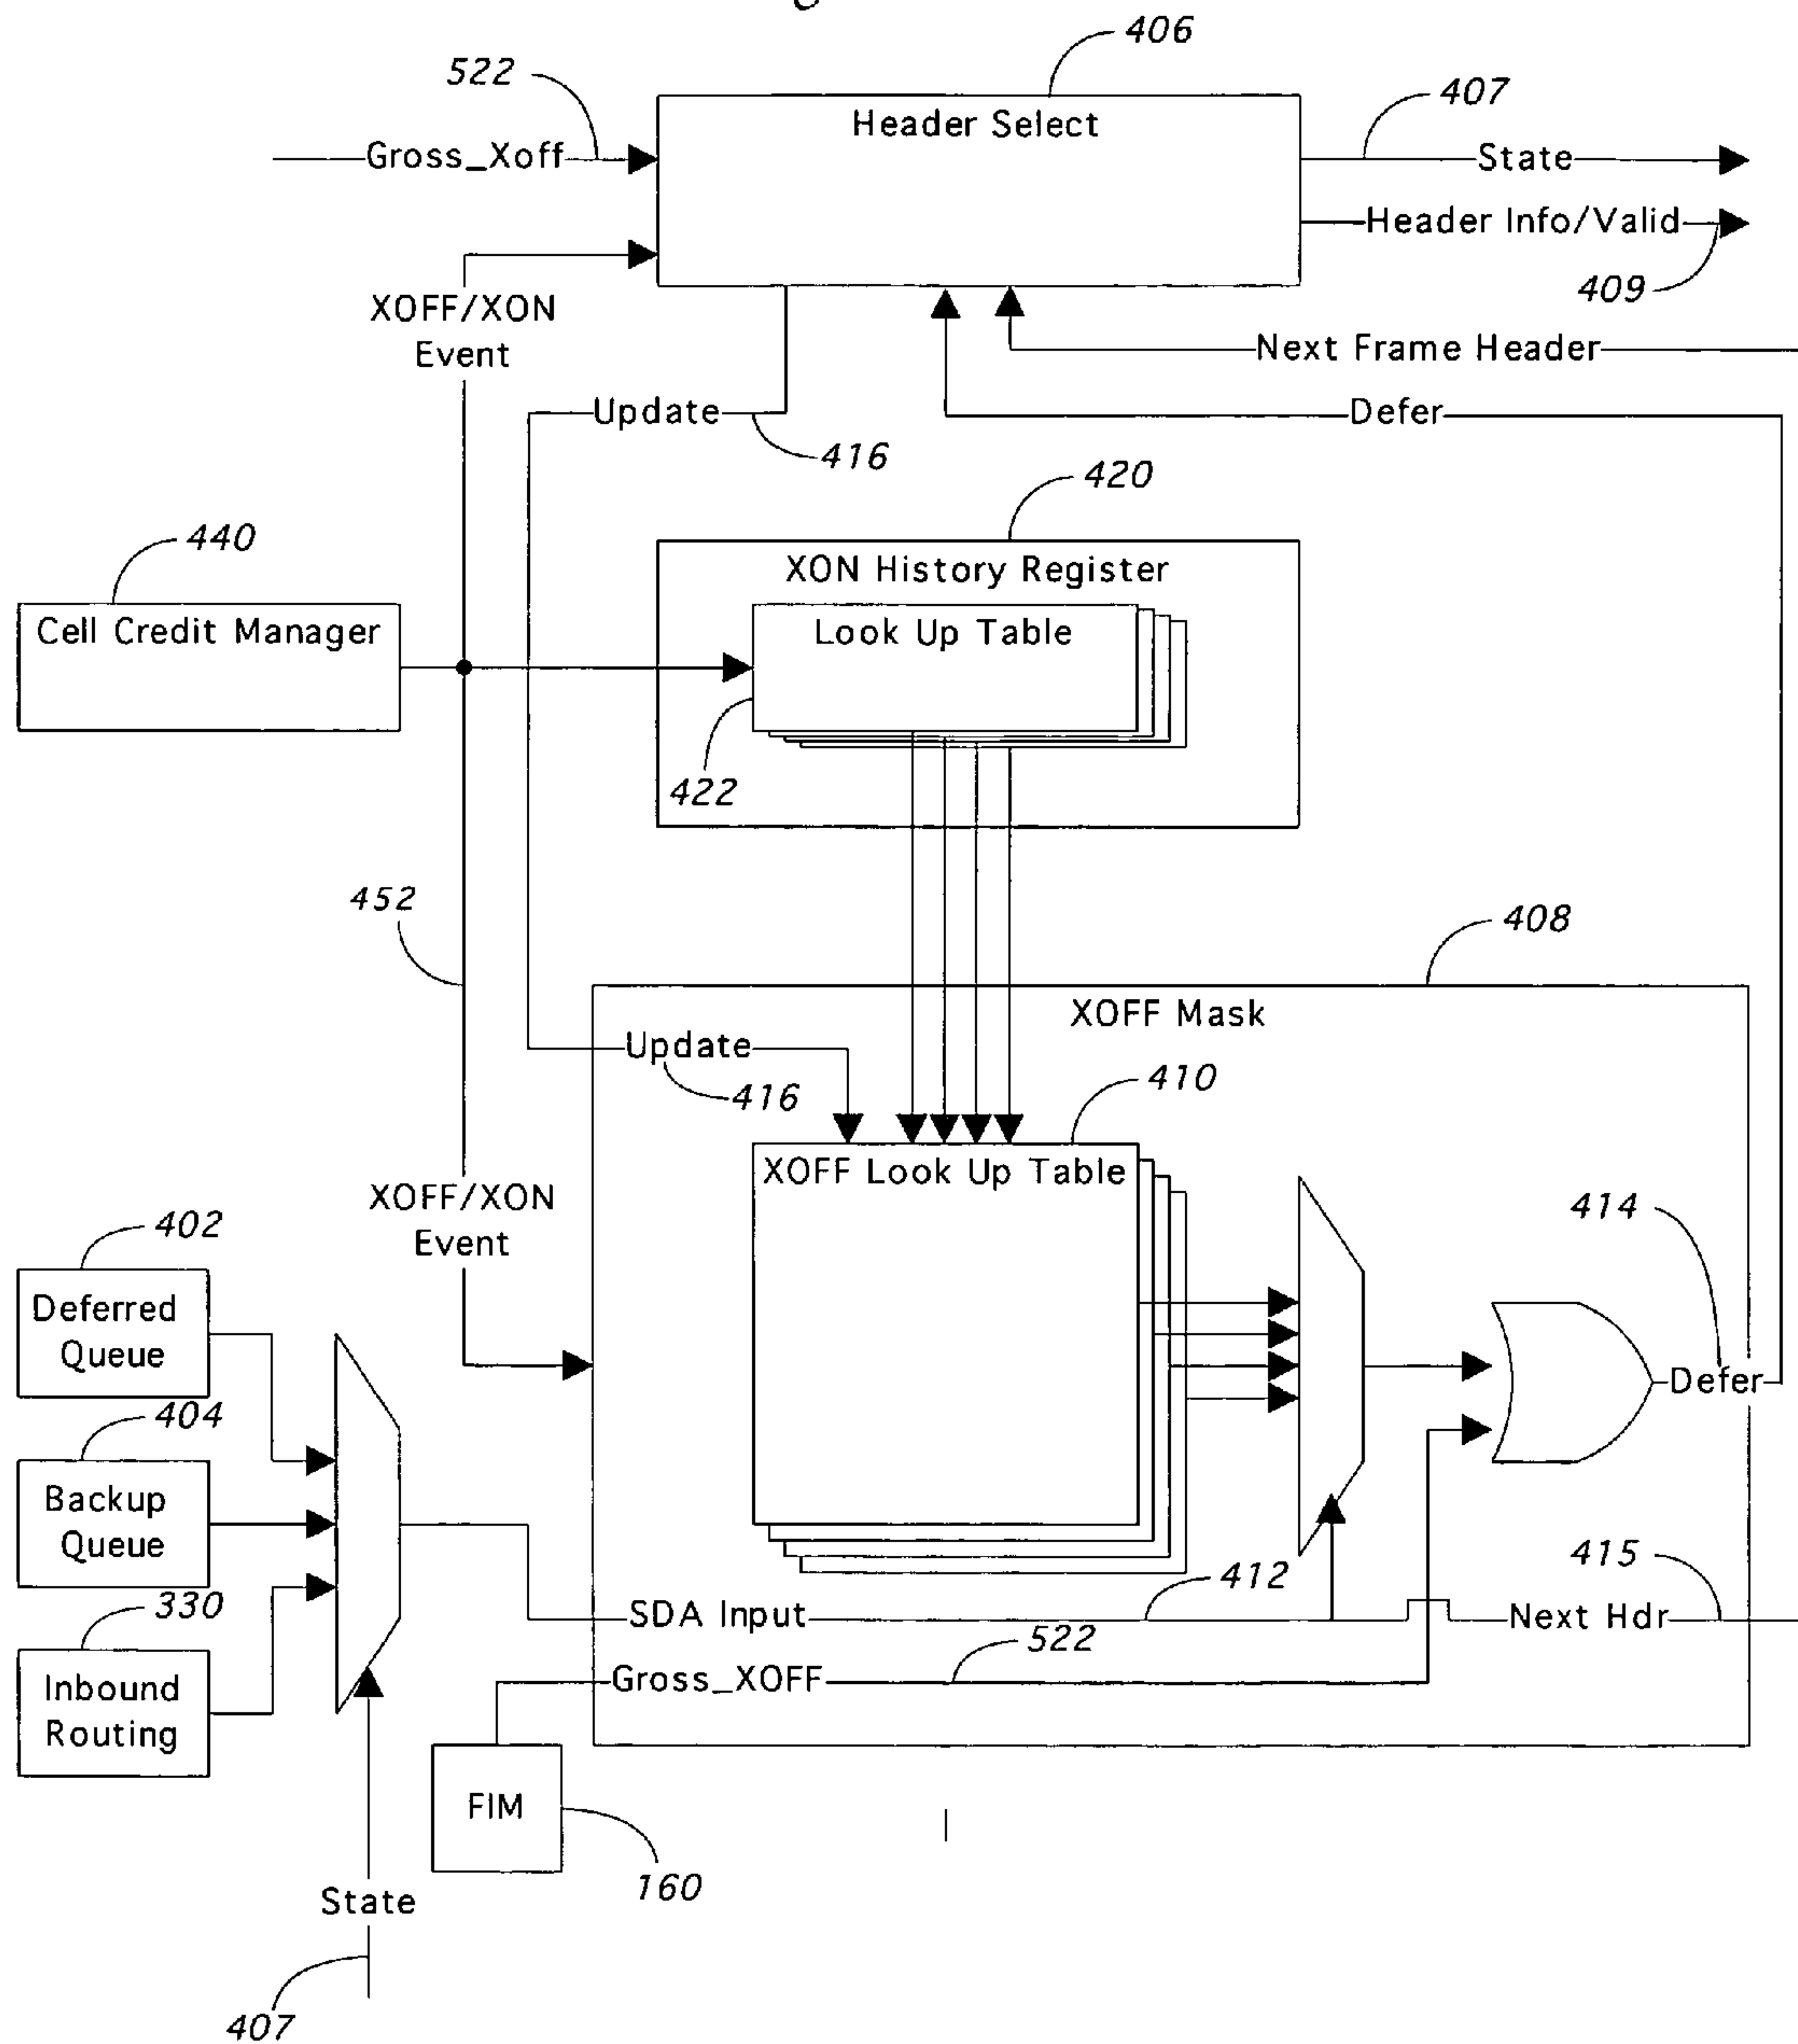 406
522
407
Header Select
Gross_Xoff
State
Header Info/Valid
409
XOFF/XON
Event
Next Frame Header
Update
Defer
416
420
440
XON History Register
Cell Credit Manager
Look Up Table
422
452
408
XOFF Mask
Update
410
416
XOFF Look Up Table
XOFF/XON
Event
414
402
Deferred
Queue
Defer
404
Backup
Queue
415
412
330
SDA Input
Next Hdr
522
Gross_XOFF
Inbound
Routing
FIM
160
State
407